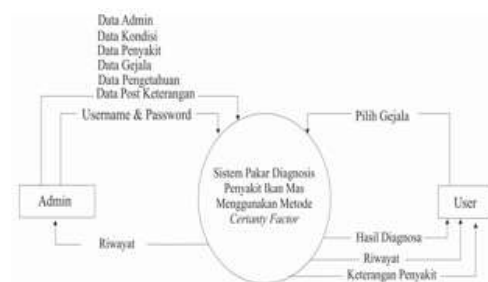 Data Admin
Data Kondisi
Data Penyakit
Data Gejala
Data Pengetahuan
Data Post Keterangan
Username & Password
Pilih Gejala
Sistem Pakar Diagnosis
Penyakit Ikan Mas
Menggunakan Metode
Certanty Factor
Admin
User
Riwayat
Hasil Diagnosa
Riwayat
Keterangan Penyakit